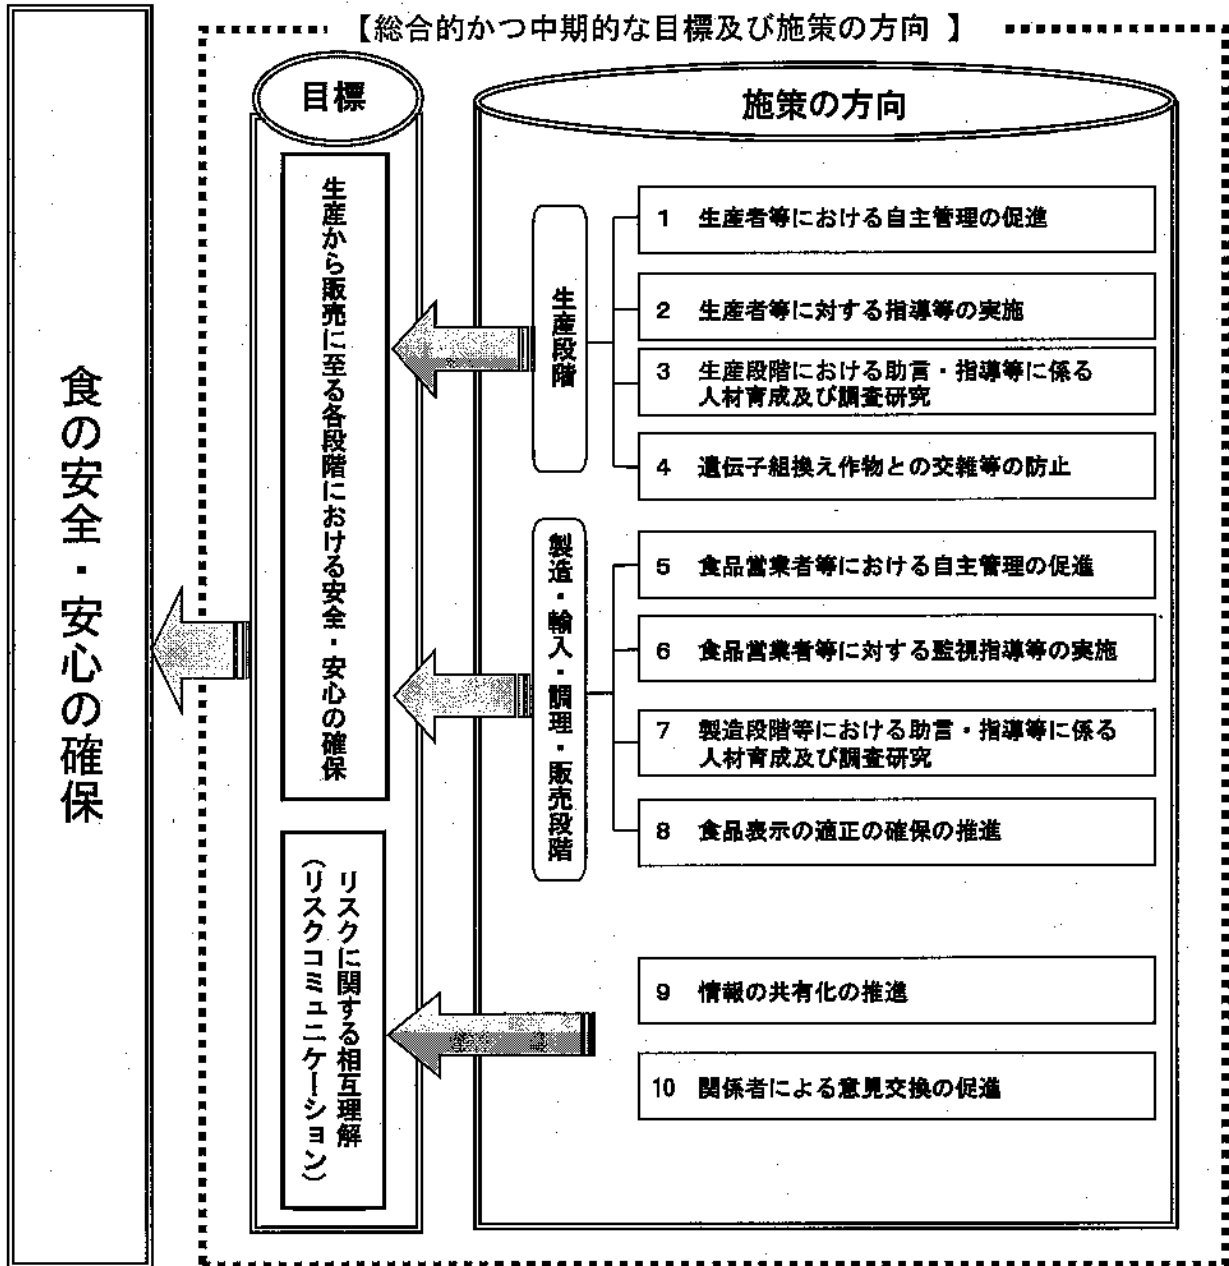 【総合的かつ中期的な目標及び施策の方向 】
食の安全・安心の確保
目標
生産から販売に至る各段階における安全・安心の確保
リスクに関する相互理解
(リスクコミュニケーション)
施策の方向
生産段階
1 生産者等における自主管理の促進
2 生産者等に対する指導等の実施
3 生産段階における助言・指導等に係る
人材育成及び調査研究
4 遺伝子組換え作物との交雑等の防止
製造・輸入・調理・販売段階
5 食品営業者等における自主管理の促進
6 食品営業者等に対する監視指導等の実施
7 製造段階等における助言・指導等に係る
人材育成及び調査研究
8 食品表示の適正の確保の推進
9 情報の共有化の推進
10 関係者による意見交換の促進